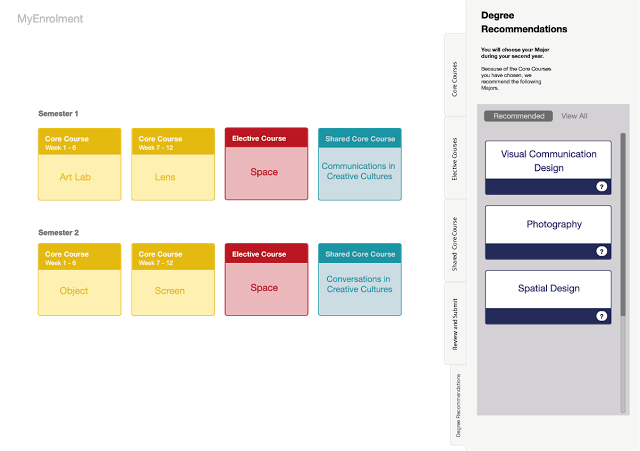 MyEnrolment
Semester 1
Core Course
Week 1 - 6
Art Lab
Core Course
Week 7 - 12
Lens
Elective Course
Space
Shared Core Course
Communications in
Creative Cultures
Semester 2
Core Course
Week 1 - 6
Object
Core Course
Week 7 - 12
Screen
Elective Course
Space
Shared Core Course
Conversations in
Creative Cultures
Core Courses
Elective Courses
Shared Core Course
Review and Submit
Degree Recommendations
Degree
Recommendations
You will choose your Major
during your second year.
Because of the Core Courses
you have chosen, we
recommend the following
Majors.
Recommended
View All
Visual Communication
Design
?
Photography
?
Spatial Design
?